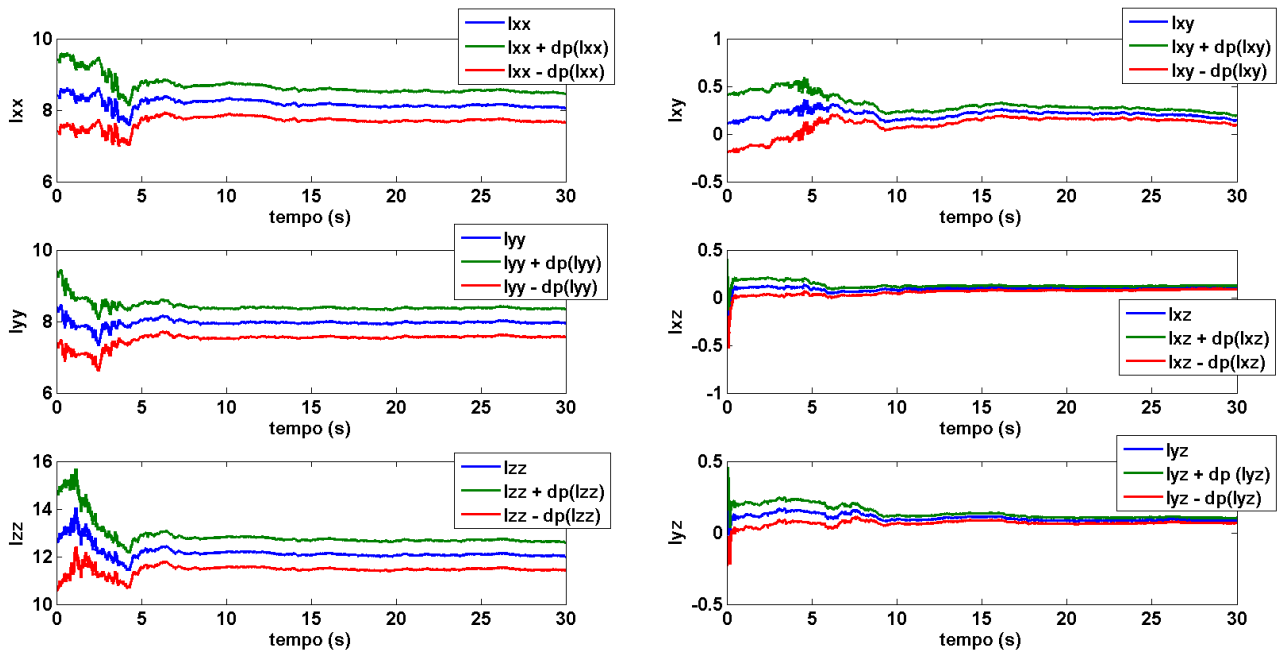 Ixx
Ixx + dp(Ixx)
Ixx - dp(Ixx)
10
8
6
Ixx
0 5 10 15 20 25 30
tempo (s)
Ixy
Ixy + dp(Ixy)
Ixy - dp(Ixy)
1
0.5
0
-0.5
Ixy
0 5 10 15 20 25 30
tempo (s)
Iyy
Iyy + dp(Iyy)
Iyy - dp(Iyy)
10
8
6
Iyy
0 5 10 15 20 25 30
tempo (s)
Ixz
Ixz + dp(Ixz)
Ixz - dp(Ixz)
0.5
0
-0.5
-1
Ixz
0 5 10 15 20 25 30
tempo (s)
Izz
Izz + dp(Izz)
Izz - dp(Izz)
16
14
12
10
Izz
0 5 10 15 20 25 30
tempo (s)
Iyz
Iyz + dp (Iyz)
Iyz - dp(Iyz)
0.5
0
-0.5
Iyz
0 5 10 15 20 25 30
tempo (s)